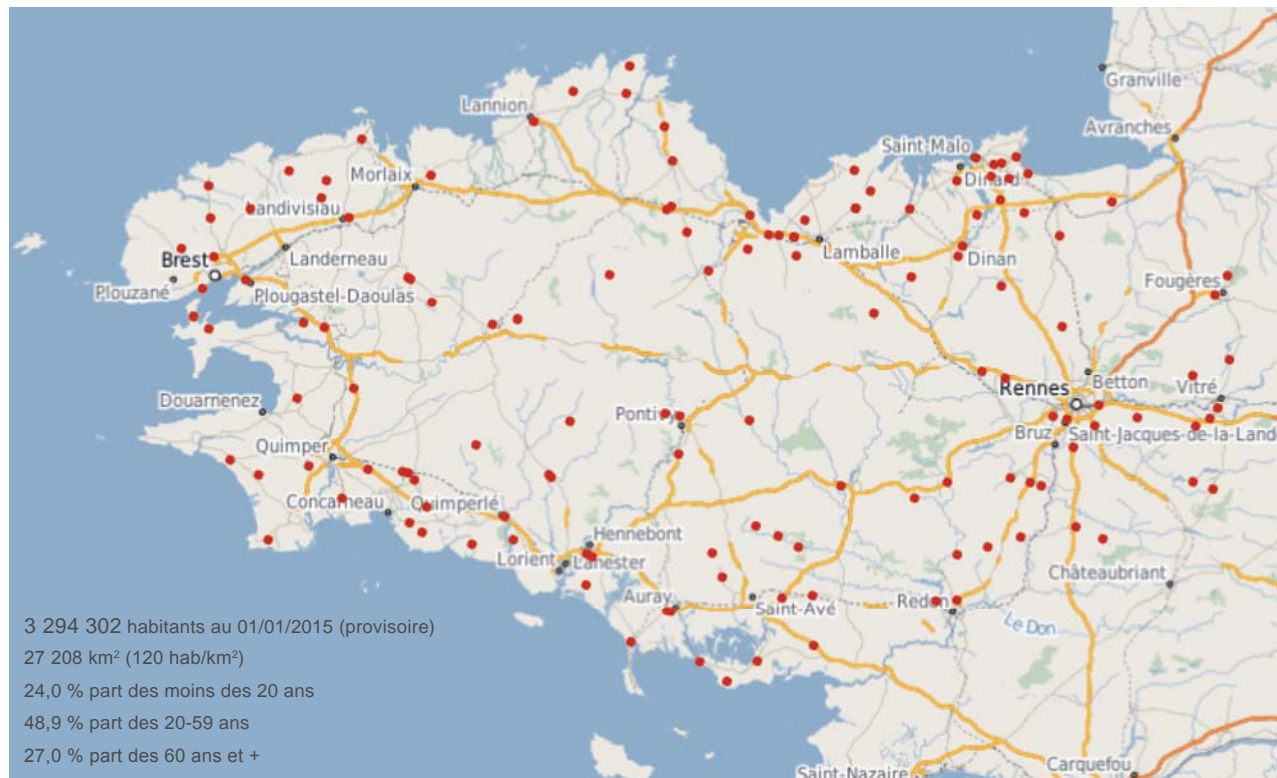 Granville
Lannion
Avranches
Saint-Malo
Morlaix
Dinard
Landivisiau
Lamballe
Brest
Landerneau
Dinan
Plouzané
Plougastel-Daoulas
Fougères
Betton
Rennes
Vitré
Douarnenez
Pontivy
Bruz
Saint-Jacques-de-la-Land
Quimper
Concarneau
Quimperlé
Hennebont
Lorient
Lanester
Châteaubriant
Auray
Saint-Avé
Redon
Le Don
3 294 302 habitants au 01/01/2015 (provisoire)
27 208 km² (120 hab/km²)
24,0 % part des moins des 20 ans
48,9 % part des 20-59 ans
27,0 % part des 60 ans et +
Carquefou
Saint-Nazaire